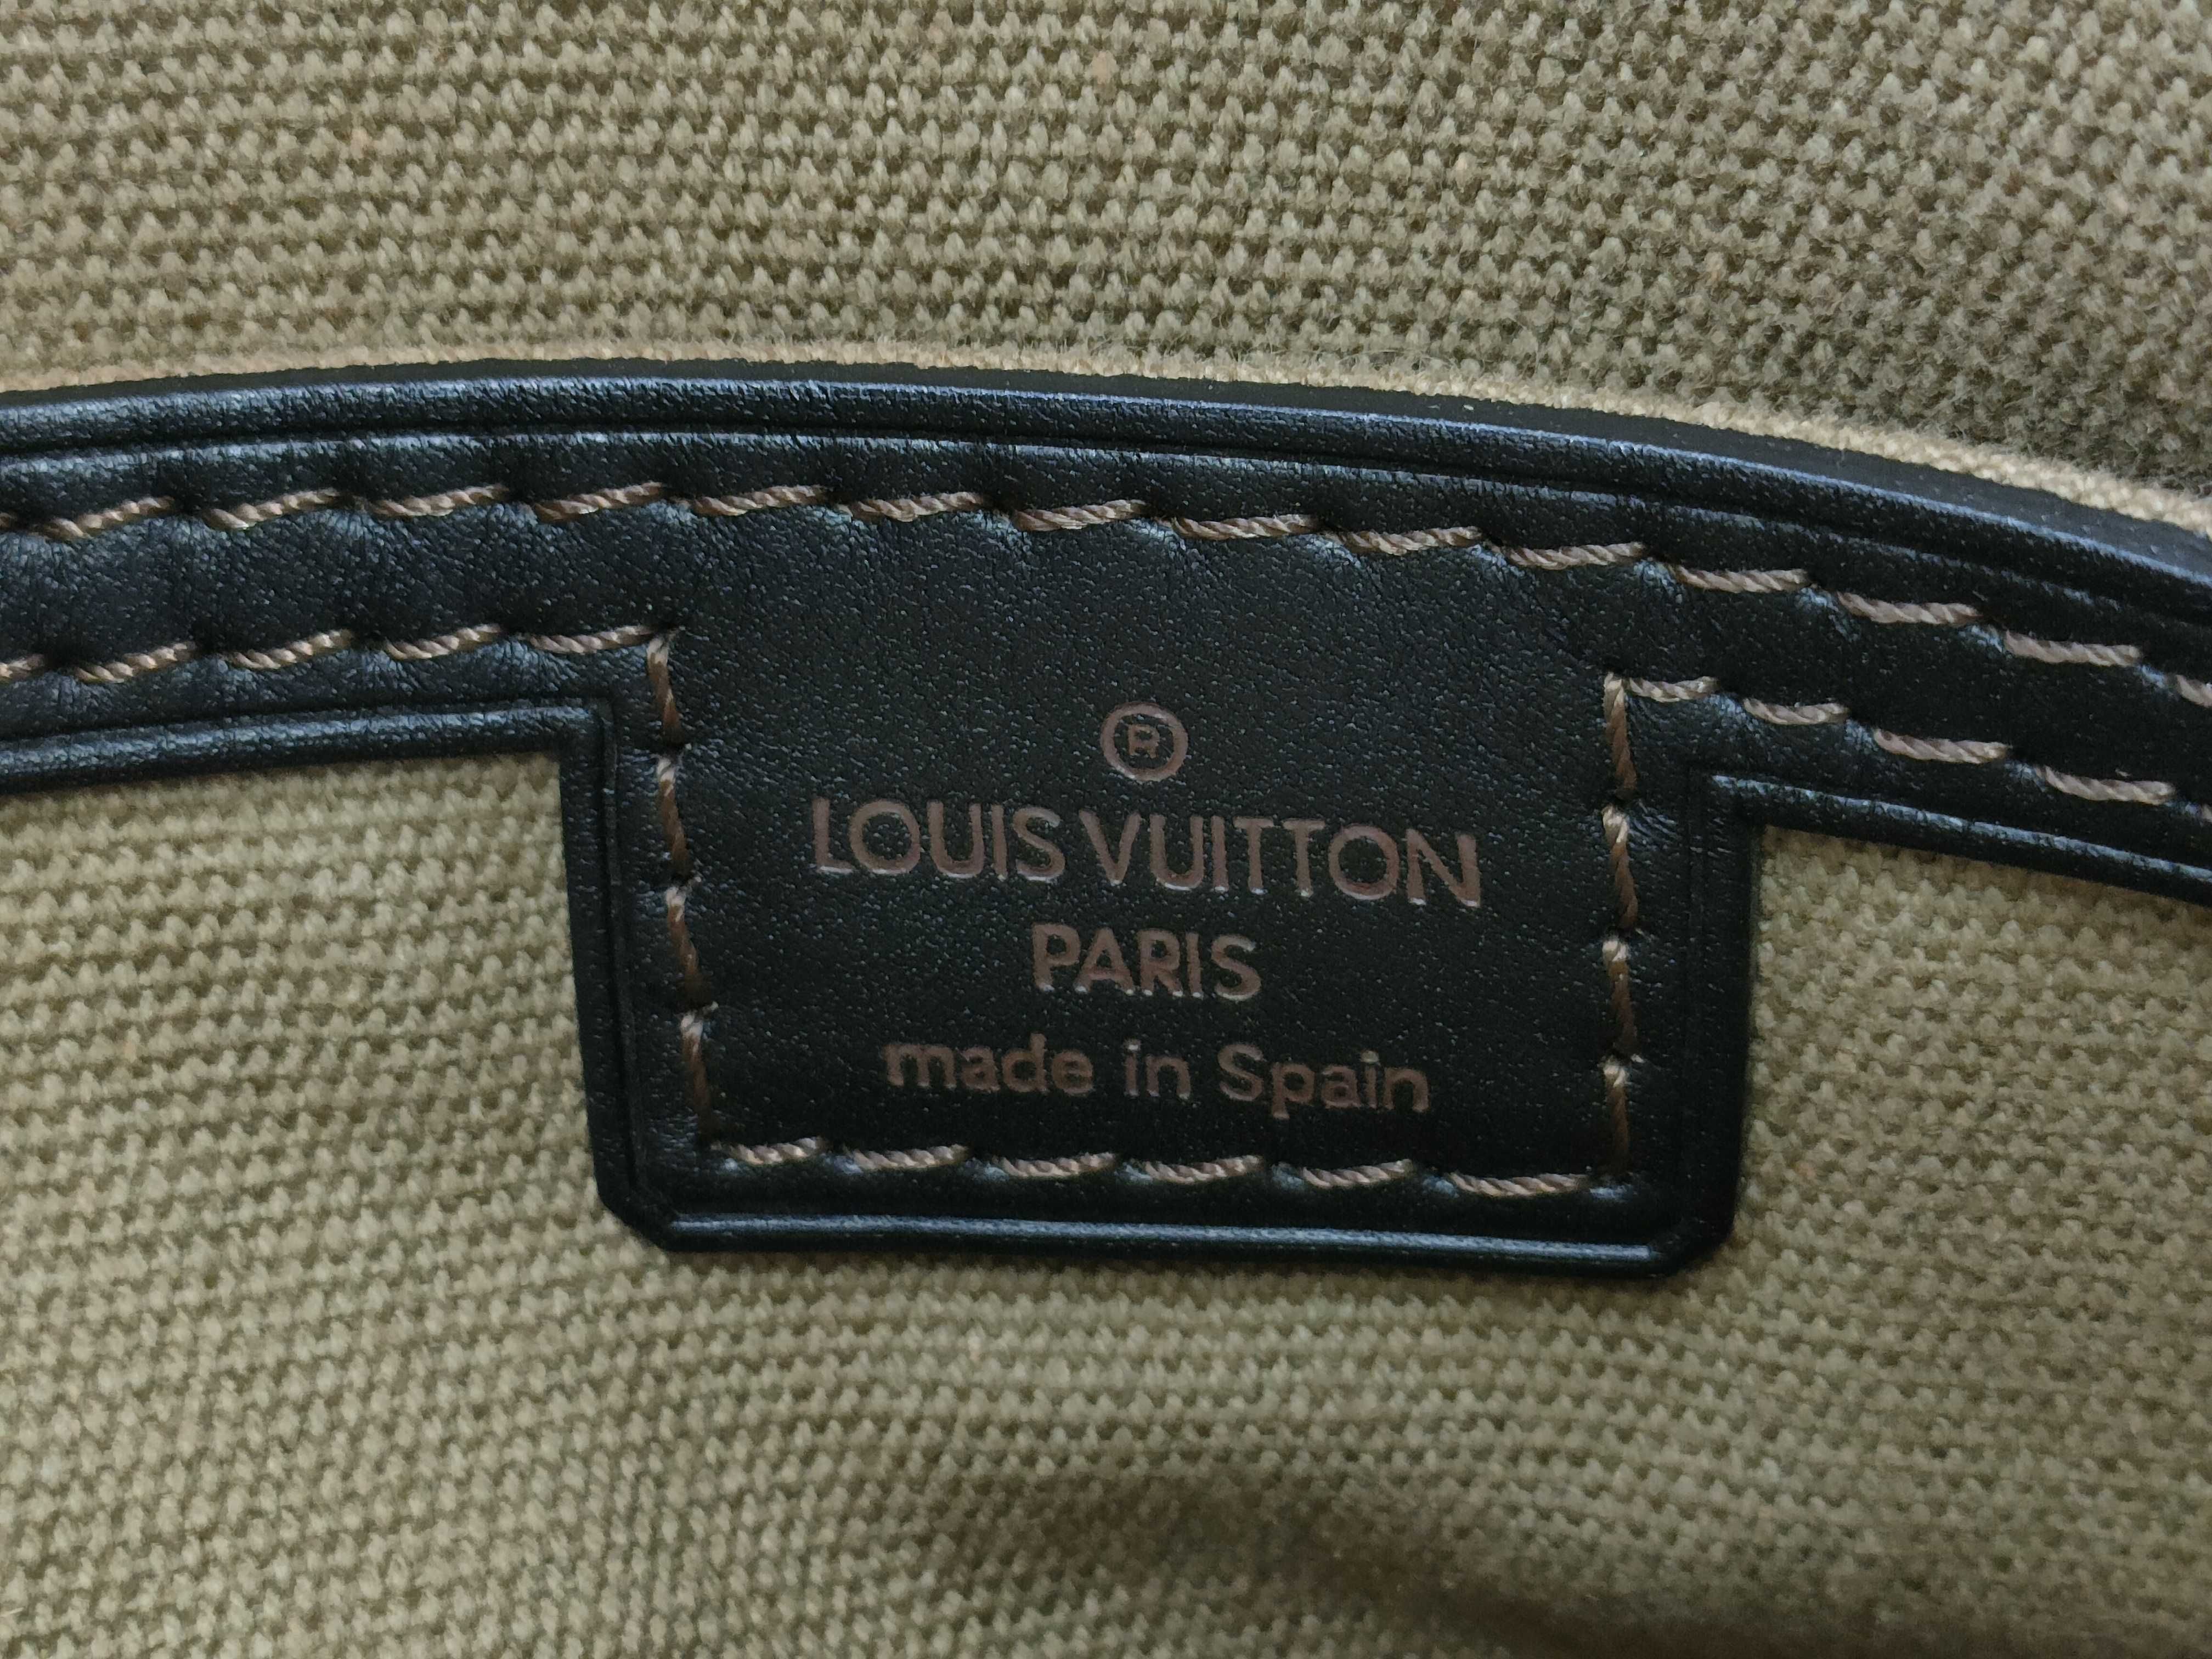 ®
LOUIS VUITTON
PARIS
made in Spain